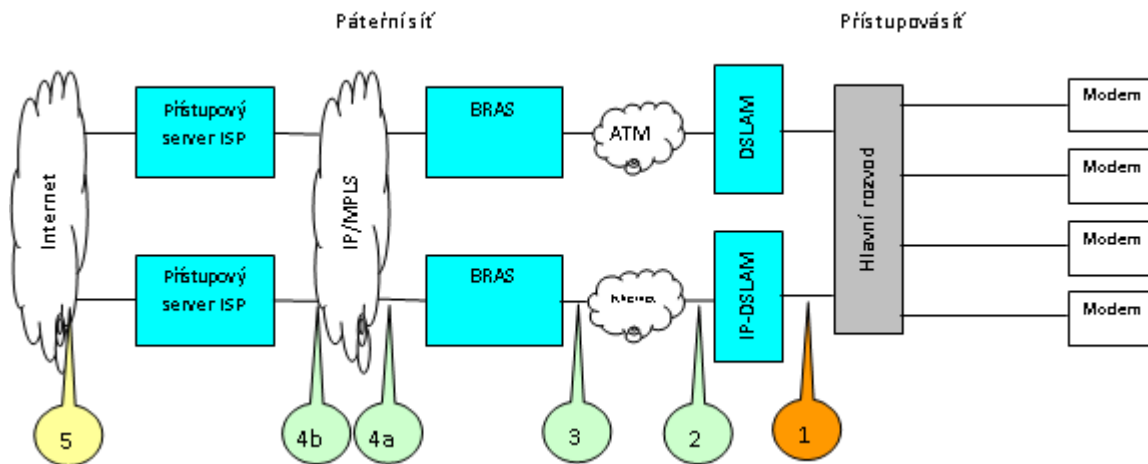 Páteřní síť
Přístupová síť
Internet
Přístupový
server ISP
IP/MPLS
BRAS
ATM
DSLAM
Hlavní rozvod
Modem
Modem
Modem
Modem
Přístupový
server ISP
BRAS
IP-DSLAM
5
4b
4a
3
2
1